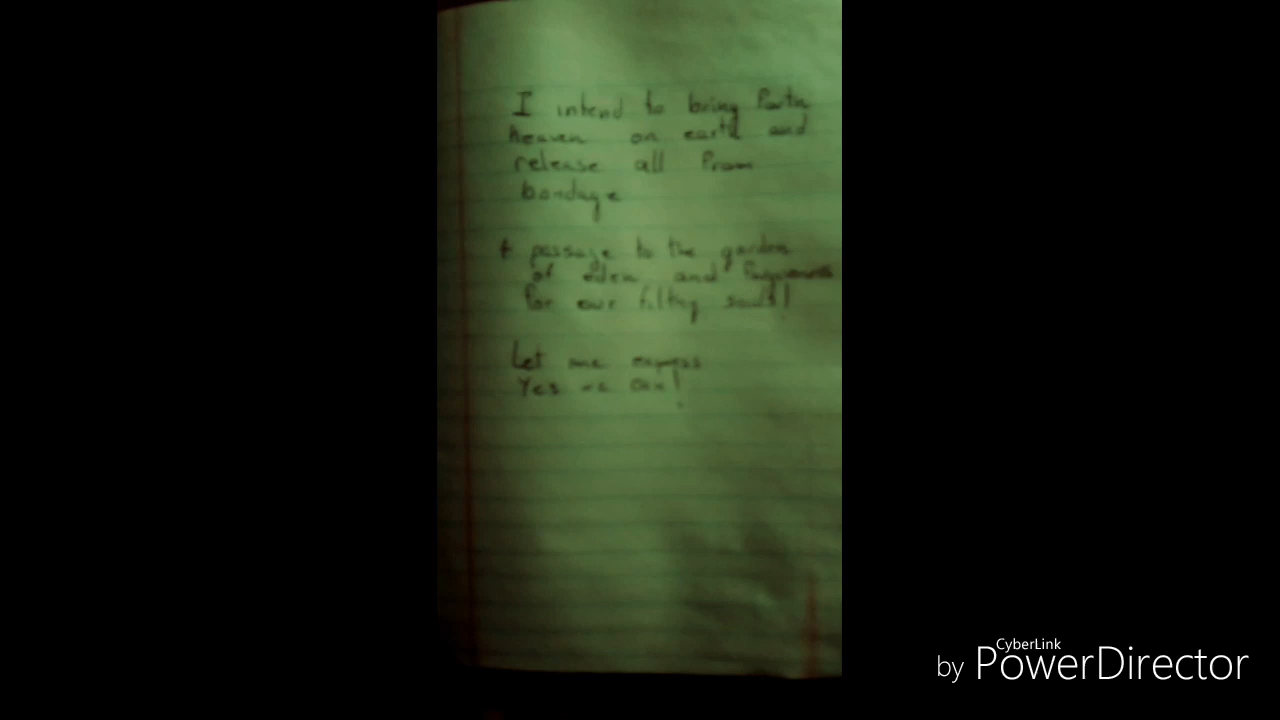 I intend to bring forth
heaven on earth and
release all from
bondage
+ passage to the garden
of eden and
for our filthy souls!
Let me express
Yes we can!
CyberLink
by PowerDirector